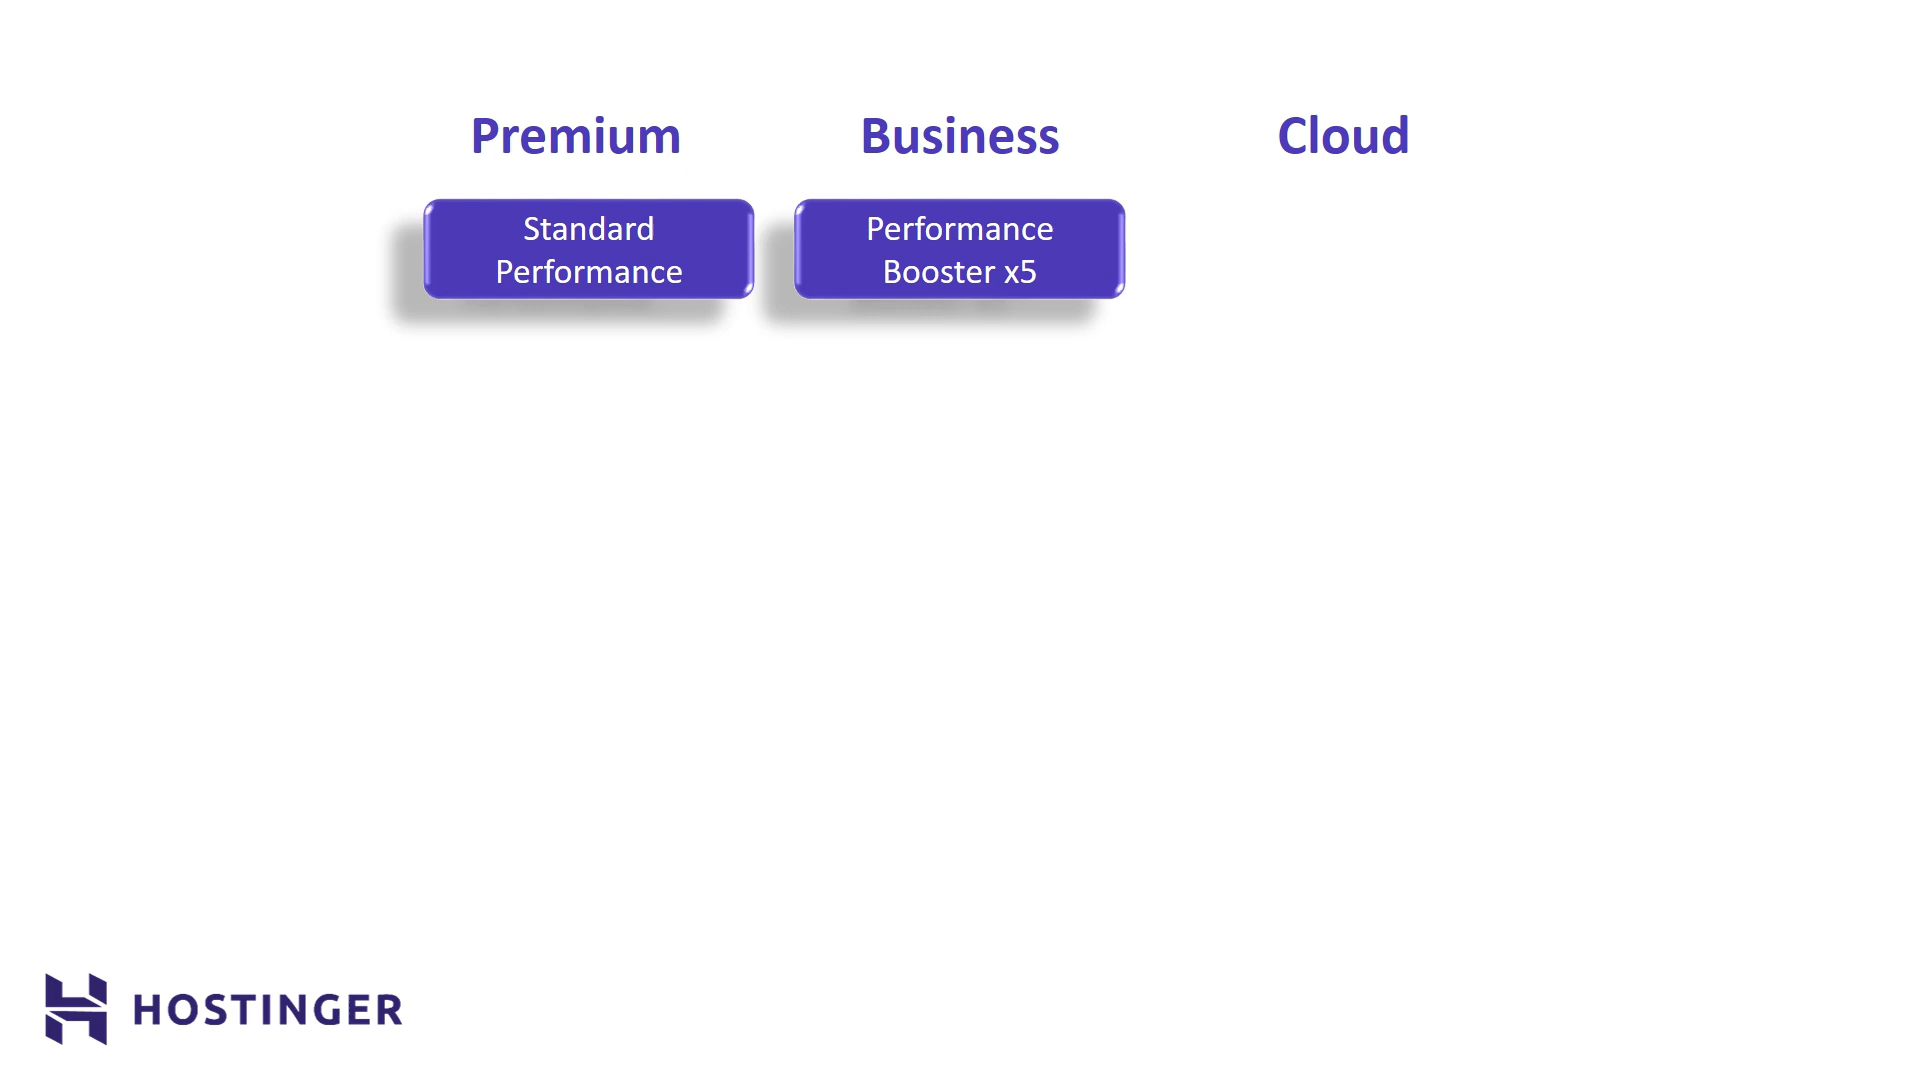 Premium
Business
Cloud
Standard
Performance
Performance
Booster x5
HOSTINGER